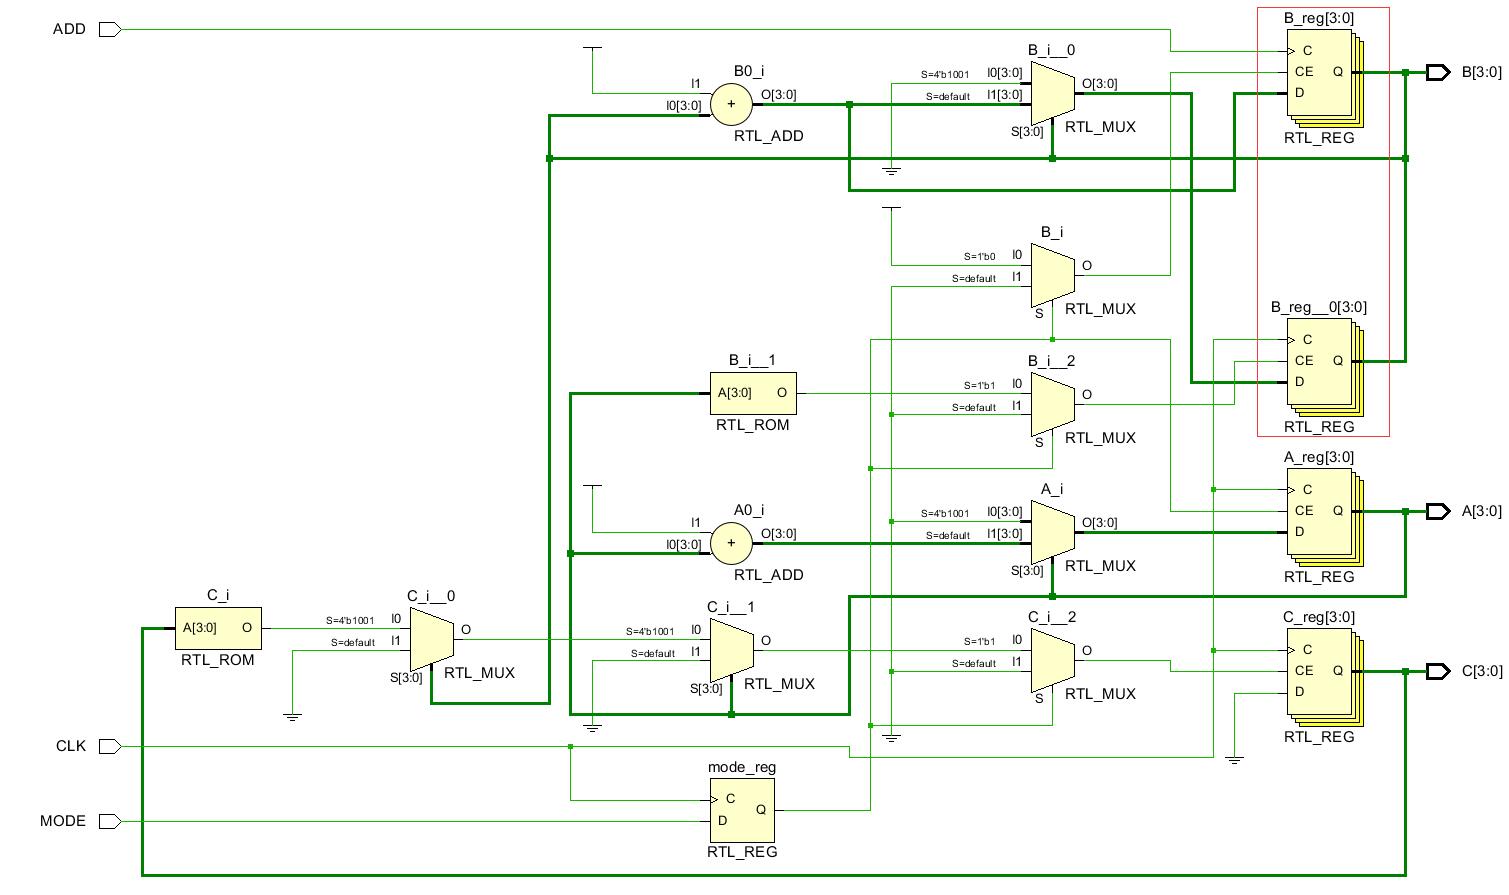 B_reg[3:0]
ADD
C
B_i__0
B0_i
S=4'b1001 I0[3:0]
CE Q B[3:0]
I1 O[3:0] S=default I1[3:0] O[3:0]
D
I0[3:0] +
S[3:0] RTL_MUX
RTL_ADD RTL_REG
B_i
S=1'b0 I0
O
S=default I1
S RTL_MUX
B_reg__0[3:0]
C
B_i__1 B_i__2
CE Q
S=1'b1 I0
D
A[3:0] O O
S=default I1
RTL_ROM S RTL_MUX RTL_REG
A_reg[3:0]
A_i C
A0_i S=4'b1001 I0[3:0] CE Q A[3:0]
I1 O[3:0] S=default I1[3:0] O[3:0] D
I0[3:0] +
RTL_ADD S[3:0] RTL_MUX RTL_REG
C_i C_i__0 C_i__1 C_i__2 C_reg[3:0]
A[3:0] O S=4'b1001 I0 O S=4'b1001 I0 O S=1'b1 I0 O C
S=default I1 S=default I1 S=default I1 CE Q C[3:0]
RTL_ROM S[3:0] RTL_MUX S[3:0] RTL_MUX S RTL_MUX D
RTL_REG
CLK
mode_reg
C
Q
MODE D
RTL_REG